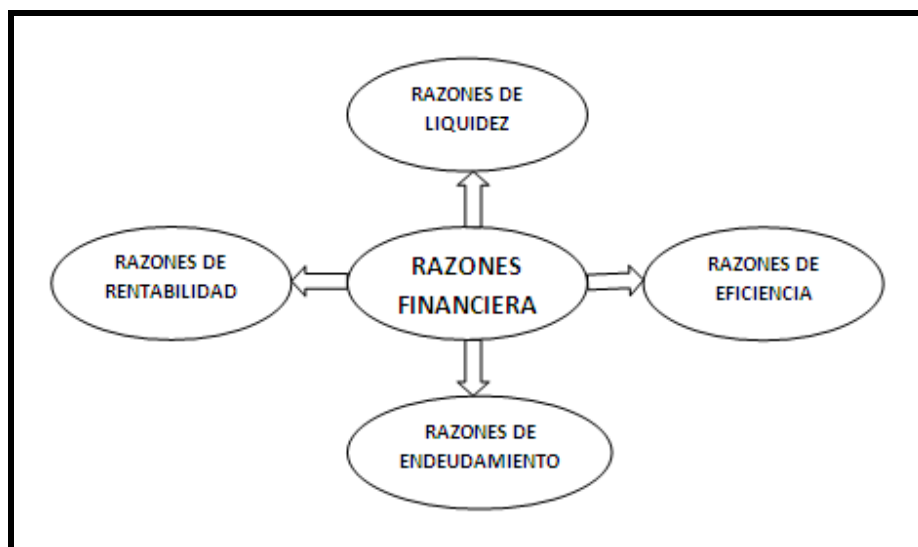 RAZONES DE
LIQUIDEZ
RAZONES DE
RENTABILIDAD
RAZONES
FINANCIERA
RAZONES DE
EFICIENCIA
RAZONES DE
ENDEUDAMIENTO